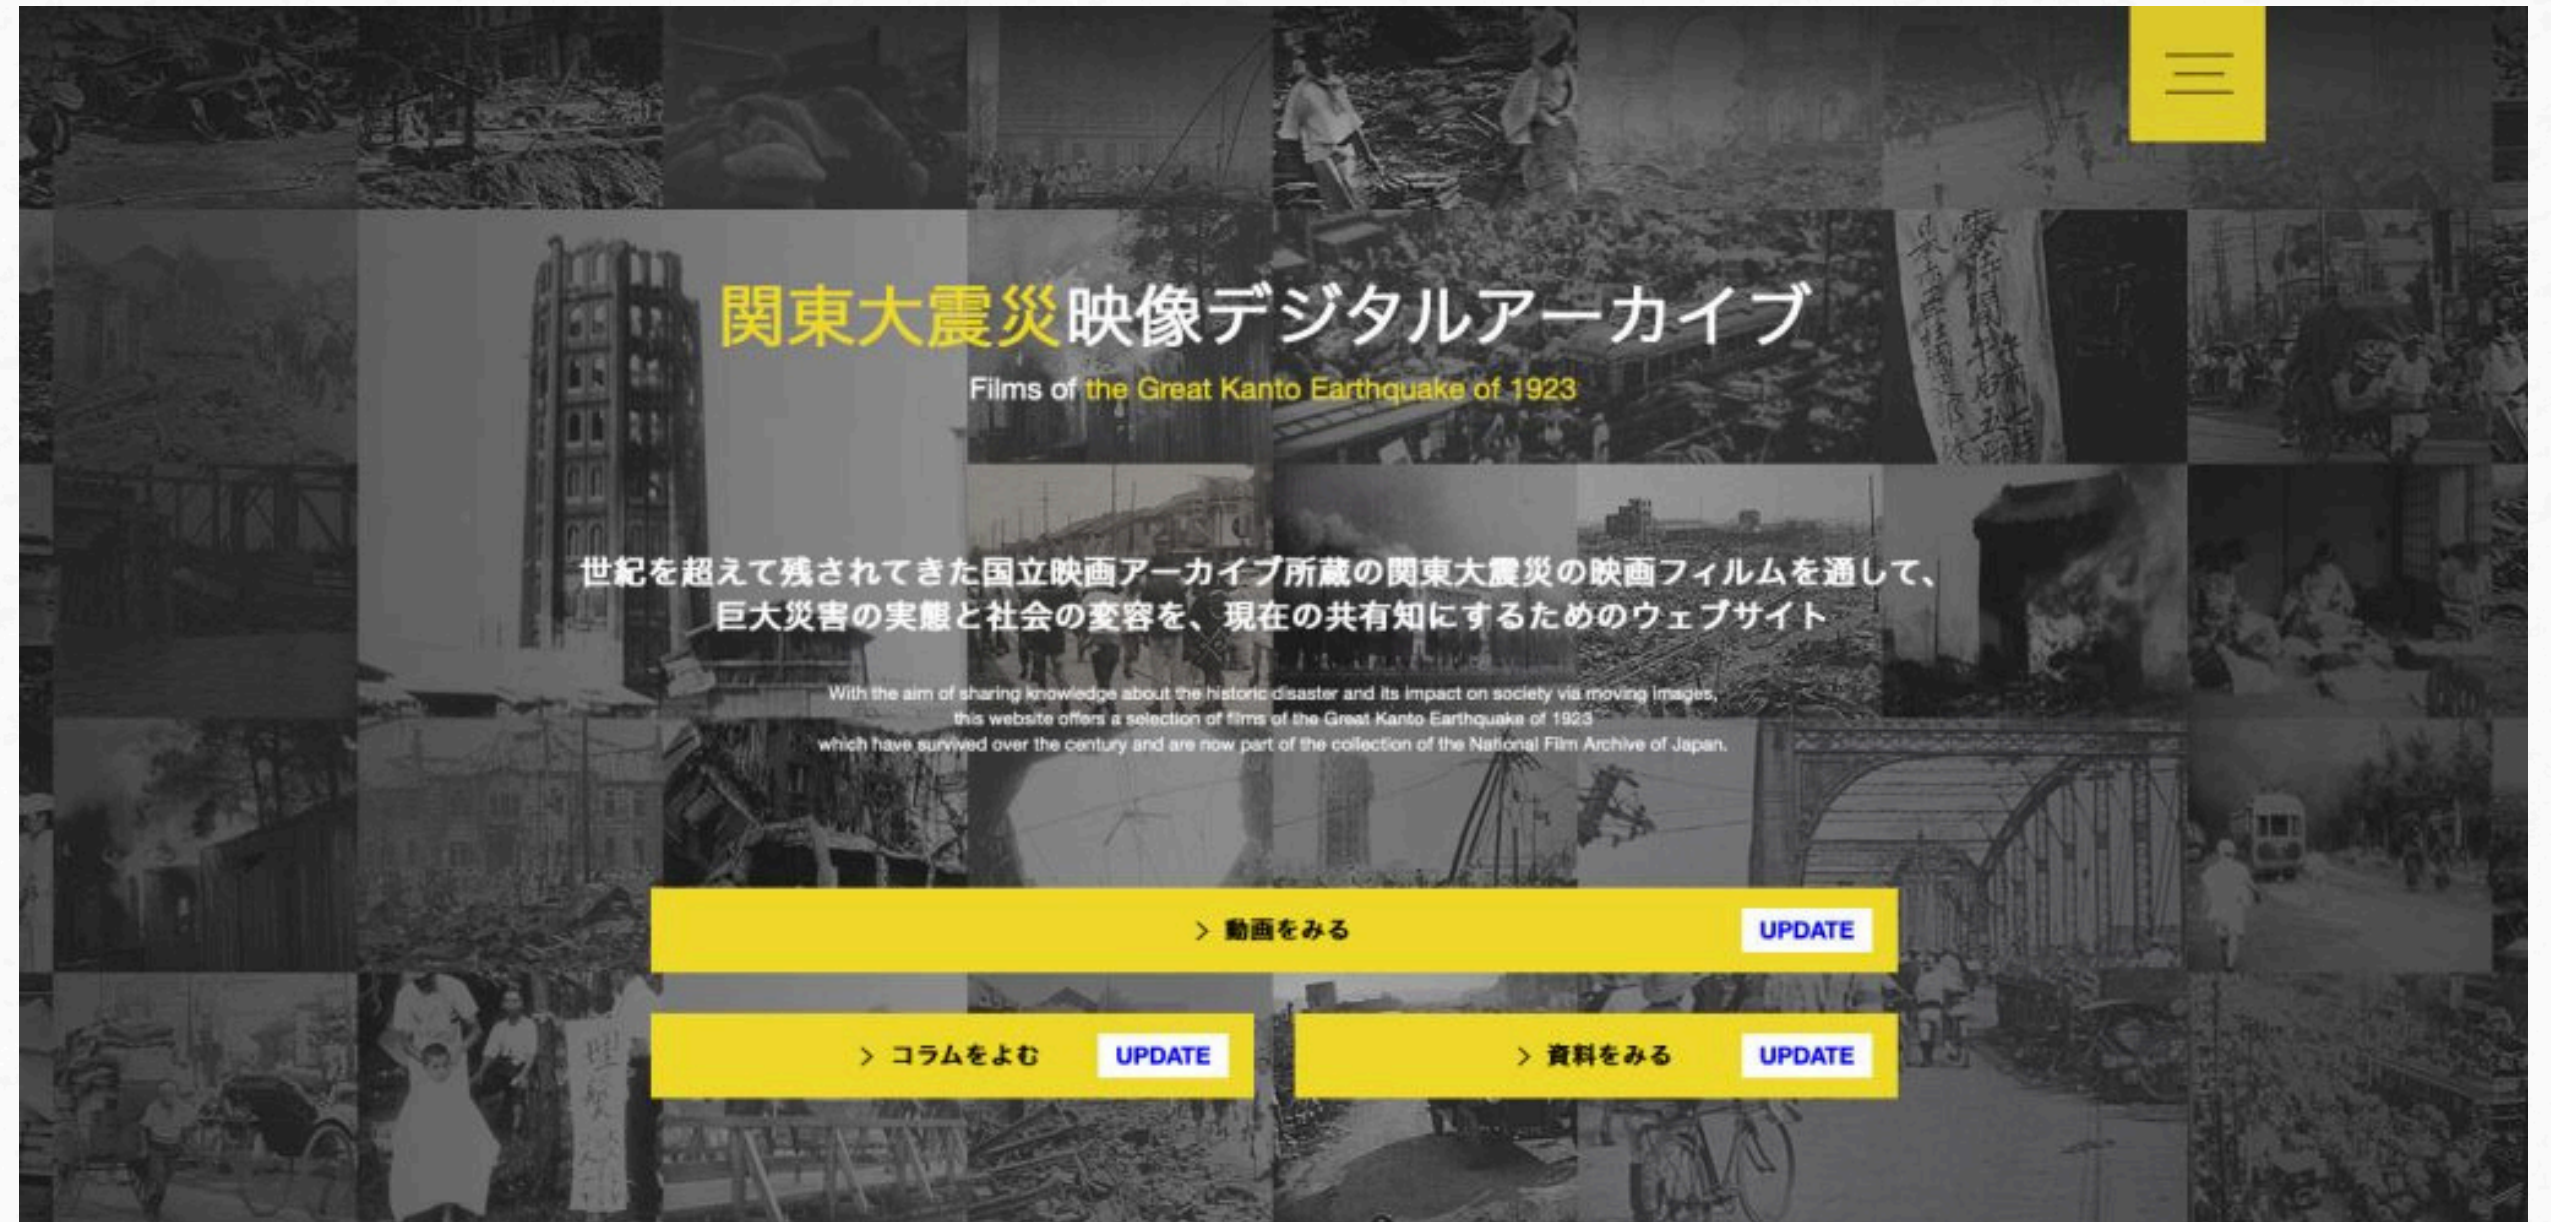 関東大震災映像デジタルアーカイブ
Films of the Great Kanto Earthquake of 1923
世紀を超えて残されてきた国立映画アーカイブ所蔵の関東大震災の映画フィルムを通して、
巨大災害の実態と社会の変容を、現在の共有知にするためのウェブサイト
With the aim of sharing knowledge about the historic disaster and its impact on society via moving images,
this website offers a selection of films of the Great Kanto Earthquake of 1923
which have survived over the century and are now part of the collection of the National Film Archive of Japan.
> 動画をみる UPDATE
> コラムをよむ UPDATE
> 資料をみる UPDATE